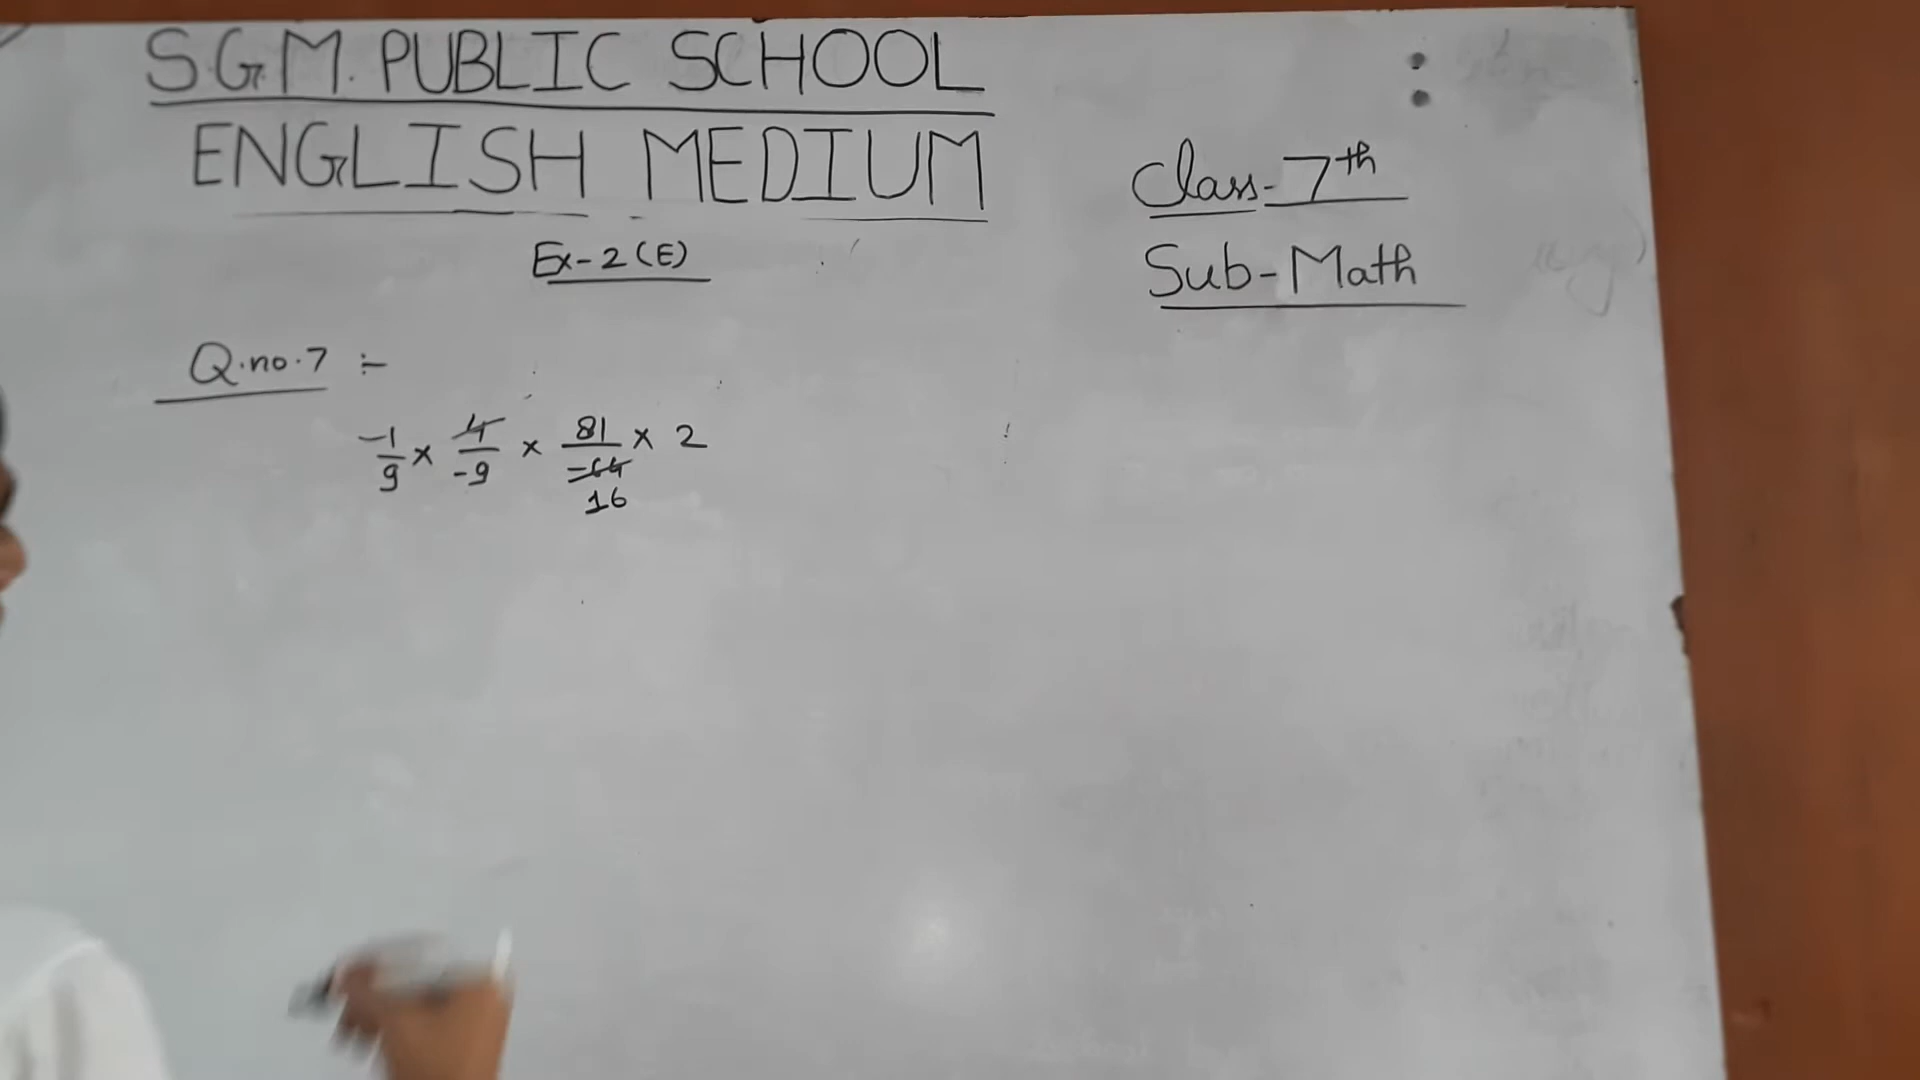 S.G.M. PUBLIC SCHOOL
ENGLISH MEDIUM
Class-7th
Ex-2(E)
Sub-Math
Q.no.7 :-
-1/9 × 4/-9 × 81/-64 × 2
16